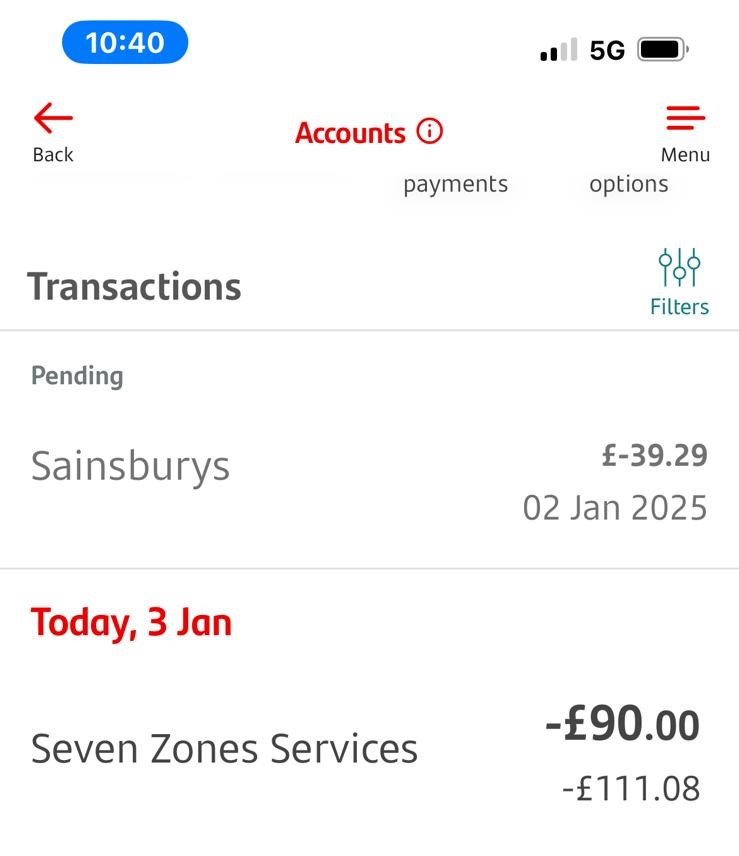 10:40
5G
Accounts
Back
Menu
payments
options
Transactions
Filters
Pending
Sainsburys
£-39.29
02 Jan 2025
Today, 3 Jan
Seven Zones Services
-£90.00
-£111.08